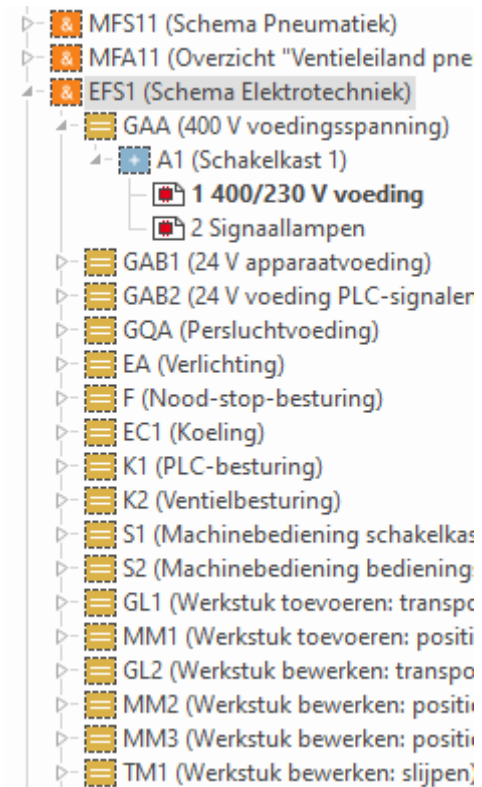 & MFS11 (Schema Pneumatiek)
& MFA11 (Overzicht "Ventieleiland pne
& EFS1 (Schema Elektrotechniek)
GAA (400 V voedingsspanning)
+ A1 (Schakelkast 1)
1 400/230 V voeding
2 Signaallampen
GAB1 (24 V apparaatvoeding)
GAB2 (24 V voeding PLC-signalen
GQA (Persluchtvoeding)
EA (Verlichting)
F (Nood-stop-besturing)
EC1 (Koeling)
K1 (PLC-besturing)
K2 (Ventielbesturing)
S1 (Machinebediening schakelkas
S2 (Machinebediening bediening
GL1 (Werkstuk toevoeren: transpo
MM1 (Werkstuk toevoeren: positi
GL2 (Werkstuk bewerken: transpo
MM2 (Werkstuk bewerken: positi
MM3 (Werkstuk bewerken: positi
TM1 (Werkstuk bewerken: slijpen)